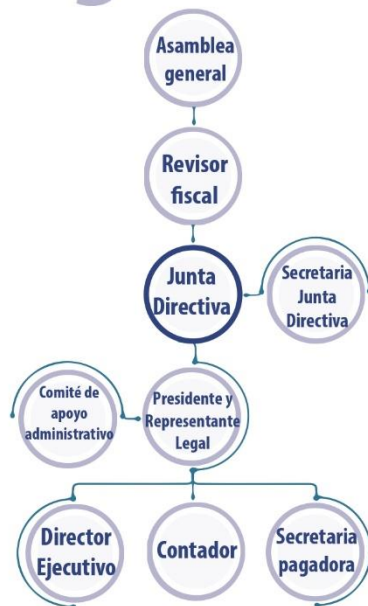 Asamblea
general
Revisor
fiscal
Junta
Directiva
Secretaria
Junta
Directiva
Comité de
apoyo
administrativo
Presidente y
Representante
Legal
Director
Ejecutivo
Contador
Secretaria
pagadora